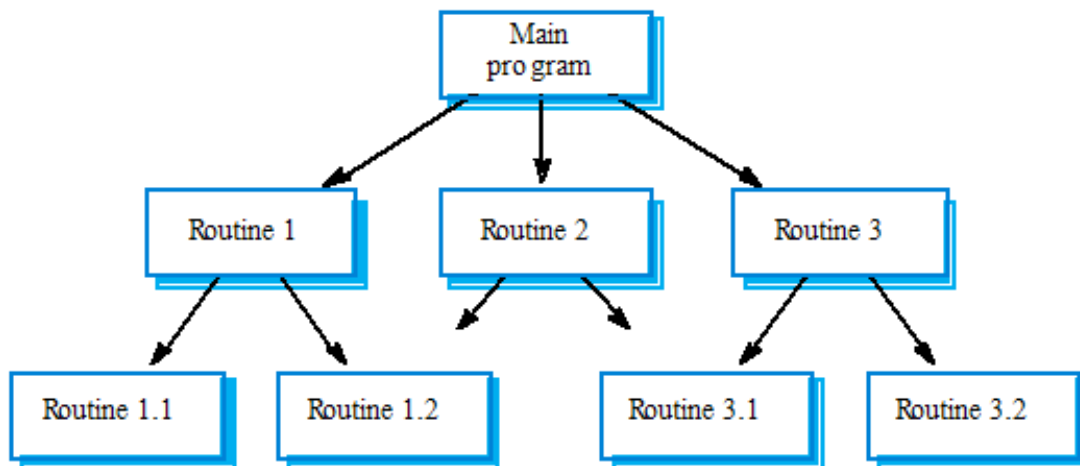 Main
pro gram
Routine 1
Routine 2
Routine 3
Routine 1.1
Routine 1.2
Routine 3.1
Routine 3.2